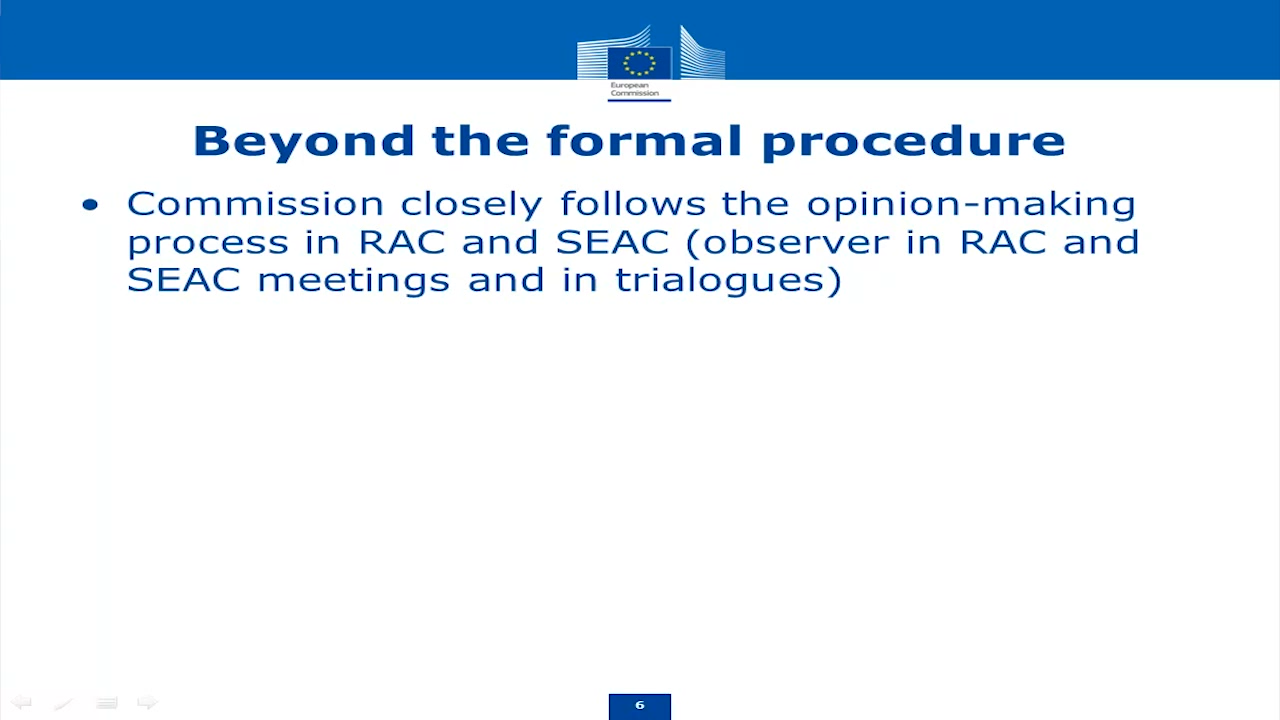 European
Commission
Beyond the formal procedure
• Commission closely follows the opinion-making
process in RAC and SEAC (observer in RAC and
SEAC meetings and in trialogues)
6